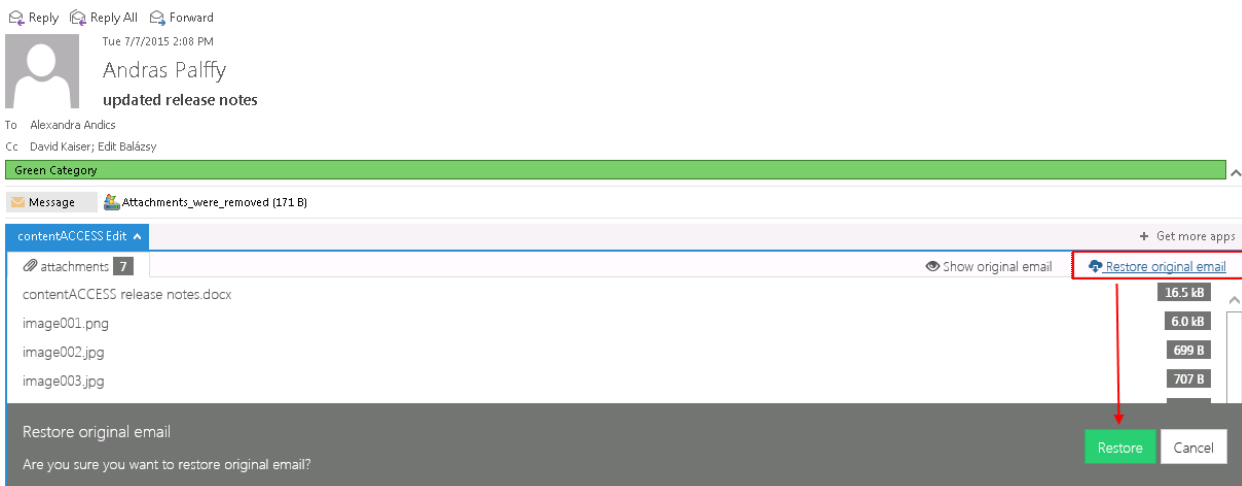 Reply Reply All Forward
Tue 7/7/2015 2:08 PM
Andras Palffy
updated release notes
To Alexandra Andics
Cc David Kaiser; Edit Balázsy
Green Category
Message Attachments_were_removed (171 B)
contentACCESS Edit + Get more apps
attachments 7 Show original email Restore original email
contentACCESS release notes.docx 16.5 kB
image001.png 6.0 kB
image002.jpg 699 B
image003.jpg 707 B
Restore original email
Restore Cancel
Are you sure you want to restore original email?